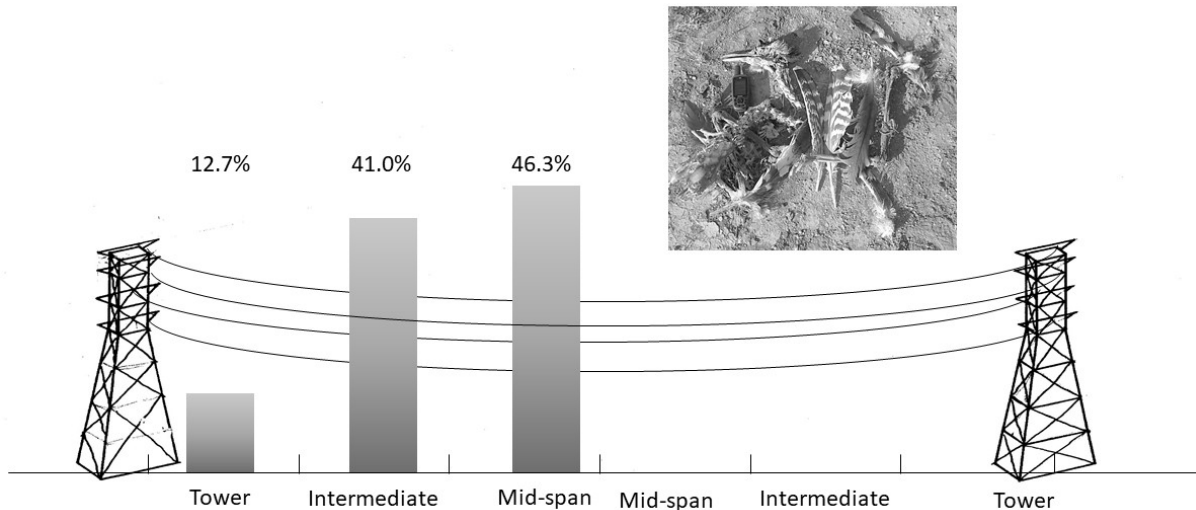 12.7%
41.0%
46.3%
Tower
Intermediate
Mid-span
Mid-span
Intermediate
Tower